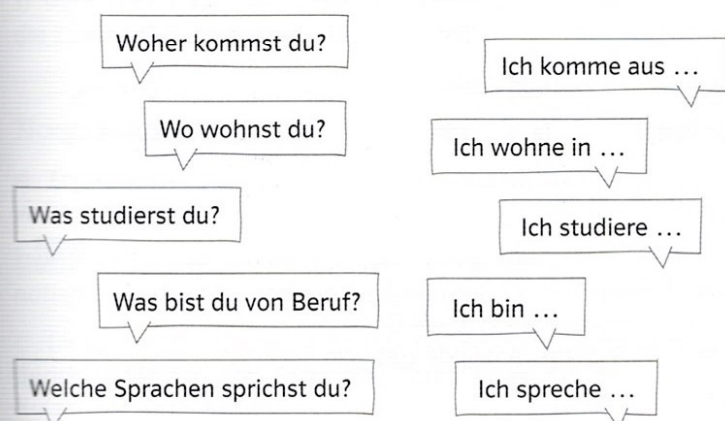 Woher kommst du?
Ich komme aus ...
Wo wohnst du?
Ich wohne in ...
Was studierst du?
Ich studiere ...
Was bist du von Beruf?
Ich bin ...
Welche Sprachen sprichst du?
Ich spreche ...